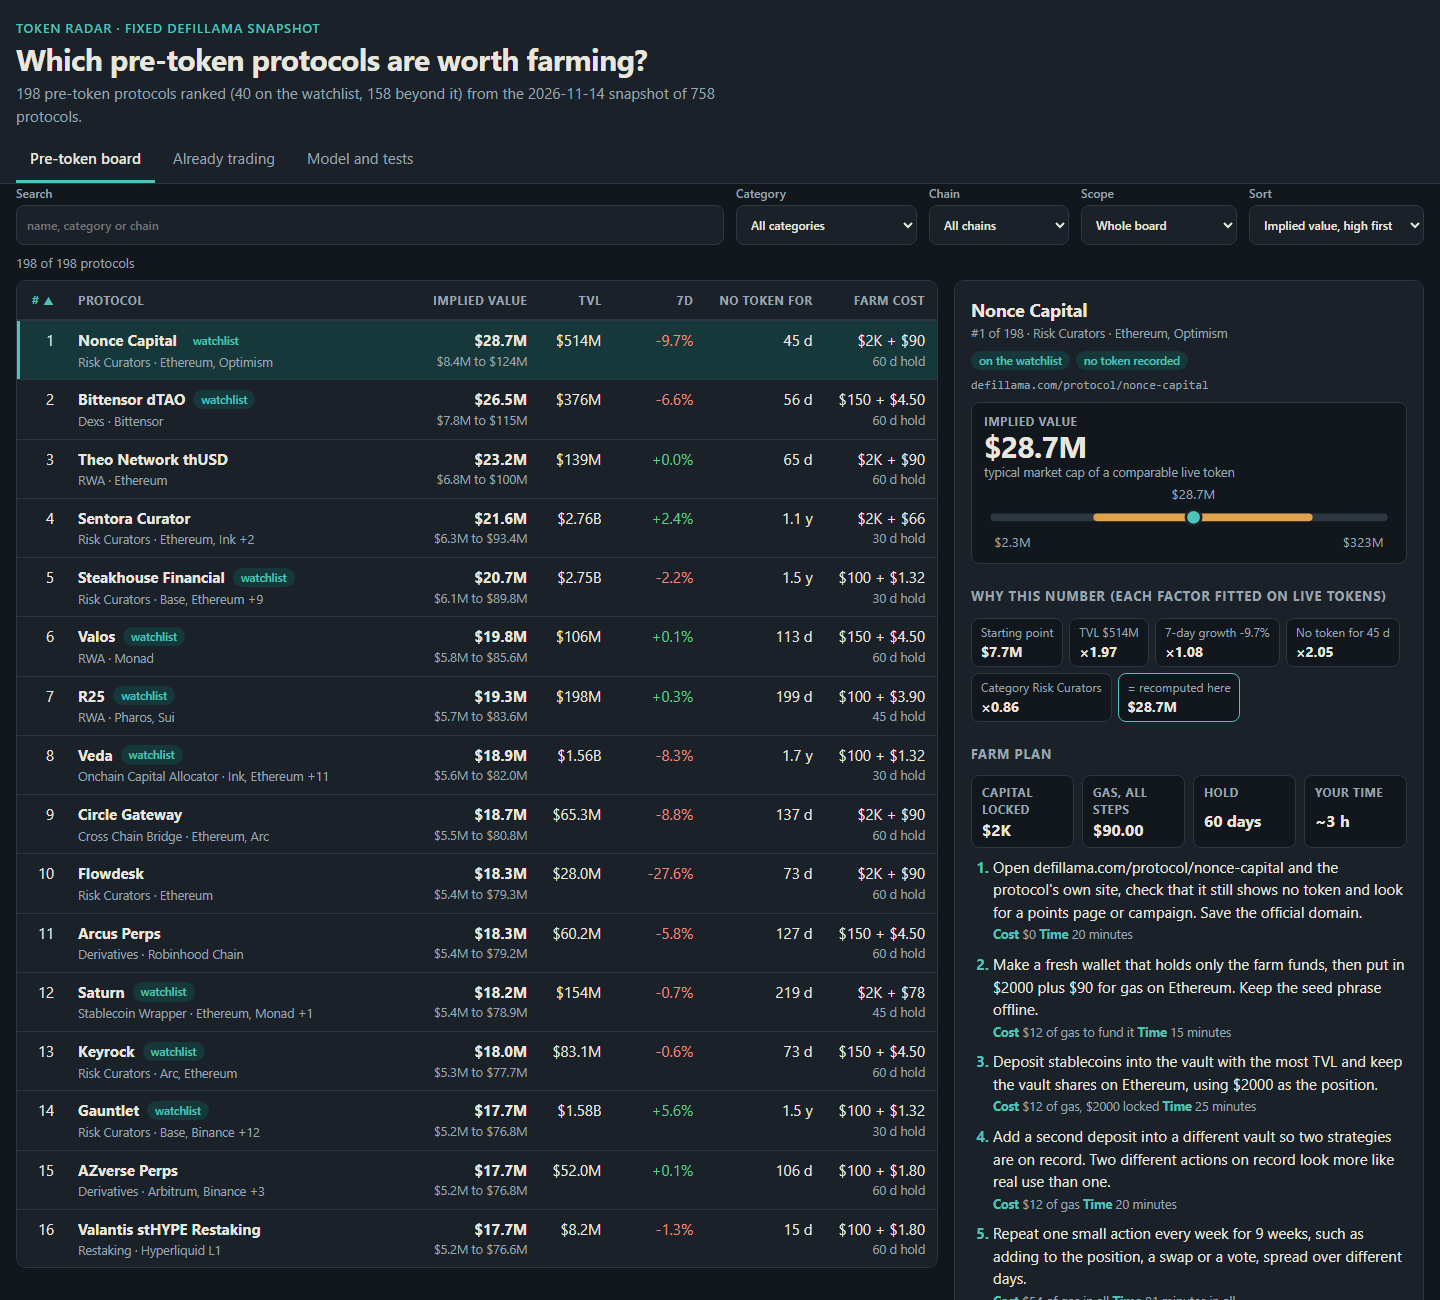 TOKEN RADAR · FIXED DEFILLAMA SNAPSHOT
Which pre-token protocols are worth farming?
198 pre-token protocols ranked (40 on the watchlist, 158 beyond it) from the 2026-11-14 snapshot of 758
protocols.
Pre-token board Already trading Model and tests
Search Category Chain Scope Sort
name, category or chain All categories All chains Whole board Implied value, high first
198 of 198 protocols
# ▲ PROTOCOL IMPLIED VALUE TVL 7D NO TOKEN FOR FARM COST
1 Nonce Capital watchlist $28.7M $514M -9.7% 45 d $2K + $90
Risk Curators · Ethereum, Optimism $8.4M to $124M 60 d hold
2 Bittensor dTAO watchlist $26.5M $376M -6.6% 56 d $150 + $4.50
Dexs · Bittensor $7.8M to $115M 60 d hold
3 Theo Network thUSD $23.2M $139M +0.0% 65 d $2K + $90
RWA · Ethereum $6.8M to $100M 60 d hold
4 Sentora Curator $21.6M $2.76B +2.4% 1.1 y $2K + $66
Risk Curators · Ethereum, Ink +2 $6.3M to $93.4M 30 d hold
5 Steakhouse Financial watchlist $20.7M $2.75B -2.2% 1.5 y $100 + $1.32
Risk Curators · Base, Ethereum +9 $6.1M to $89.8M 30 d hold
6 Valos watchlist $19.8M $106M +0.1% 113 d $150 + $4.50
RWA · Monad $5.8M to $85.6M 60 d hold
7 R25 watchlist $19.3M $198M +0.3% 199 d $100 + $3.90
RWA · Pharos, Sui $5.7M to $83.6M 45 d hold
8 Veda watchlist $18.9M $1.56B -8.3% 1.7 y $100 + $1.32
Onchain Capital Allocator · Ink, Ethereum +11 $5.6M to $82.0M 30 d hold
9 Circle Gateway $18.7M $65.3M -8.8% 137 d $2K + $90
Cross Chain Bridge · Ethereum, Arc $5.5M to $80.8M 60 d hold
10 Flowdesk $18.3M $28.0M -27.6% 73 d $2K + $90
Risk Curators · Ethereum $5.4M to $79.3M 60 d hold
11 Arcus Perps $18.3M $60.2M -5.8% 127 d $150 + $4.50
Derivatives · Robinhood Chain $5.4M to $79.2M 60 d hold
12 Saturn watchlist $18.2M $154M -0.7% 219 d $2K + $78
Stablecoin Wrapper · Ethereum, Monad +1 $5.4M to $78.9M 45 d hold
13 Keyrock watchlist $18.0M $83.1M -0.6% 73 d $150 + $4.50
Risk Curators · Arc, Ethereum $5.3M to $77.7M 60 d hold
14 Gauntlet watchlist $17.7M $1.58B +5.6% 1.5 y $100 + $1.32
Risk Curators · Base, Binance +12 $5.2M to $76.8M 30 d hold
15 AZverse Perps $17.7M $52.0M +0.1% 106 d $100 + $1.80
Derivatives · Arbitrum, Binance +3 $5.2M to $76.8M 60 d hold
16 Valantis stHYPE Restaking $17.7M $8.2M -1.3% 15 d $100 + $1.80
Restaking · Hyperliquid L1 $5.2M to $76.6M 60 d hold
Nonce Capital
#1 of 198 · Risk Curators · Ethereum, Optimism
on the watchlist no token recorded
defillama.com/protocol/nonce-capital
IMPLIED VALUE
$28.7M
typical market cap of a comparable live token
$28.7M
$2.3M $323M
WHY THIS NUMBER (EACH FACTOR FITTED ON LIVE TOKENS)
Starting point TVL $514M 7-day growth -9.7% No token for 45 d
$7.7M ×1.97 ×1.08 ×2.05
Category Risk Curators = recomputed here
×0.86 $28.7M
FARM PLAN
CAPITAL GAS, ALL HOLD YOUR TIME
LOCKED STEPS 60 days ~3 h
$2K $90.00
1. Open defillama.com/protocol/nonce-capital and the
protocol's own site, check that it still shows no token and look
for a points page or campaign. Save the official domain.
Cost $0 Time 20 minutes
2. Make a fresh wallet that holds only the farm funds, then put in
$2000 plus $90 for gas on Ethereum. Keep the seed phrase
offline.
Cost $12 of gas to fund it Time 15 minutes
3. Deposit stablecoins into the vault with the most TVL and keep
the vault shares on Ethereum, using $2000 as the position.
Cost $12 of gas, $2000 locked Time 25 minutes
4. Add a second deposit into a different vault so two strategies
are on record. Two different actions on record look more like
real use than one.
Cost $12 of gas Time 20 minutes
5. Repeat one small action every week for 9 weeks, such as
adding to the position, a swap or a vote, spread over different
days.